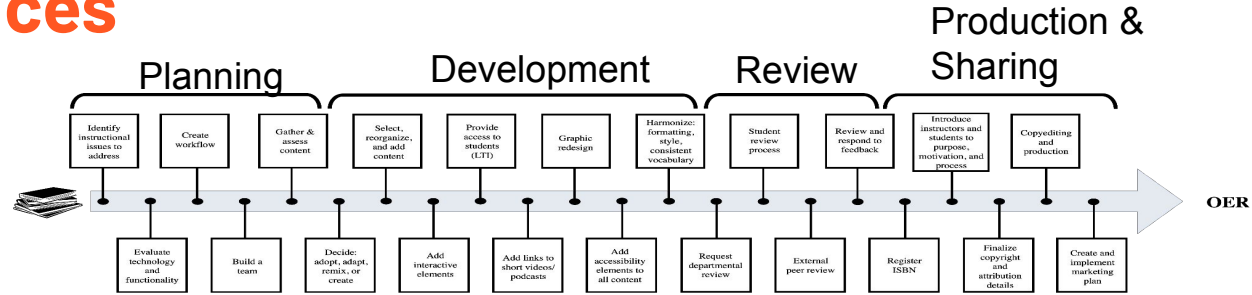 ces
Production &
Sharing
Planning
Development
Review
Identify
instructional
issues to
address
Create
workflow
Gather &
assess
content
Select,
reorganize,
and add
content
Provide
access to
students
(LTI)
Graphic
redesign
Harmonize:
formatting,
style,
consistent
vocabulary
Student
review
process
Review and
respond to
feedback
Introduce
instructors and
students to
purpose,
motivation, and
process
Copyediting
and
production
OER
Evaluate
technology
and
functionality
Build a
team
Decide:
adopt, adapt,
remix, or
create
Add
interactive
elements
Add links to
short videos/
podcasts
Add
accessibility
elements to
all content
Request
departmental
review
External
peer review
Register
ISBN
Finalize
copyright
and
attribution
details
Create and
implement
marketing
plan